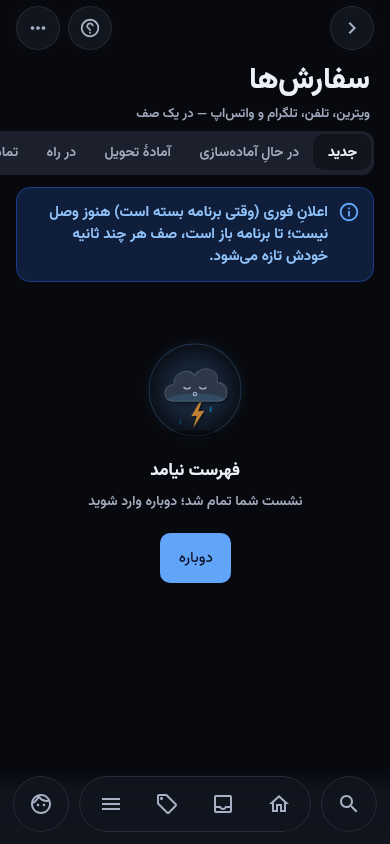 سفارش‌ها
ویترین، تلفن، تلگرام و واتس‌اپ — در یک صف
جدید
در حالِ آماده‌سازی
آمادهٔ تحویل
در راه
اعلانِ فوری (وقتی برنامه بسته است) هنوز وصل
نیست؛ تا برنامه باز است، صف هر چند ثانیه
خودش تازه می‌شود.
فهرست نیامد
نشست شما تمام شد؛ دوباره وارد شوید
دوباره